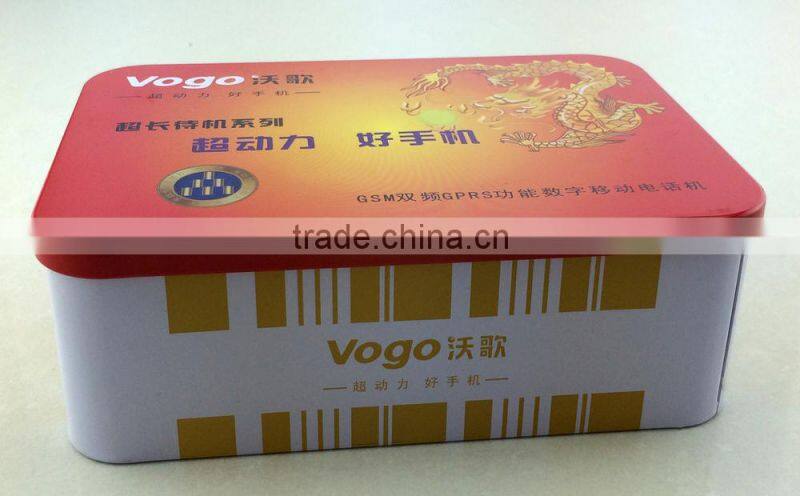 Vogo 沃歌
超动力 好手机
超长待机系列
超动力 好手机
GSM双频GPRS功能数字移动电话机
trade.china.cn
Vogo 沃歌
超动力 好手机